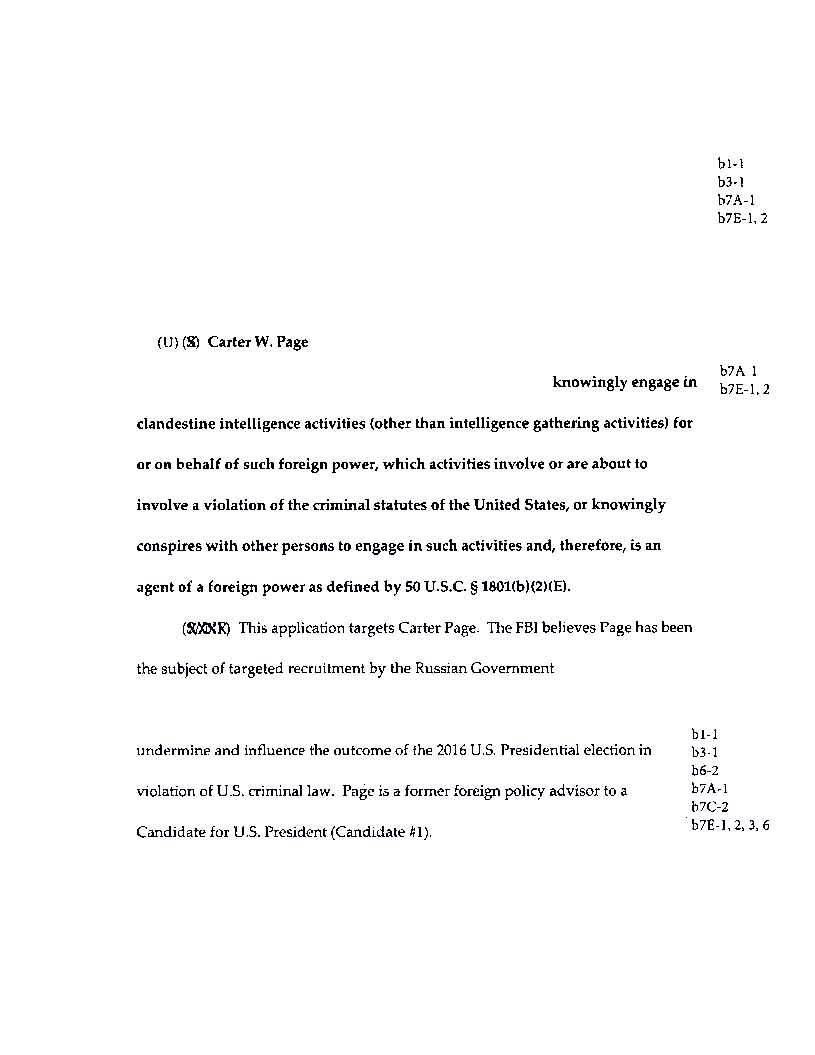 b1-1
b3-1
b7A-1
b7E-1, 2
(U) (S) Carter W. Page
knowingly engage in
b7A-1
b7E-1, 2
clandestine intelligence activities (other than intelligence gathering activities) for
or on behalf of such foreign power, which activities involve or are about to
involve a violation of the criminal statutes of the United States, or knowingly
conspires with other persons to engage in such activities and, therefore, is an
agent of a foreign power as defined by 50 U.S.C. § 1801(b)(2)(E).
This application targets Carter Page. The FBI believes Page has been
the subject of targeted recruitment by the Russian Government
undermine and influence the outcome of the 2016 U.S. Presidential election in
violation of U.S. criminal law. Page is a former foreign policy advisor to a
Candidate for U.S. President (Candidate #1).
b1-1
b3-1
b6-2
b7A-1
b7C-2
b7E-1, 2, 3, 6